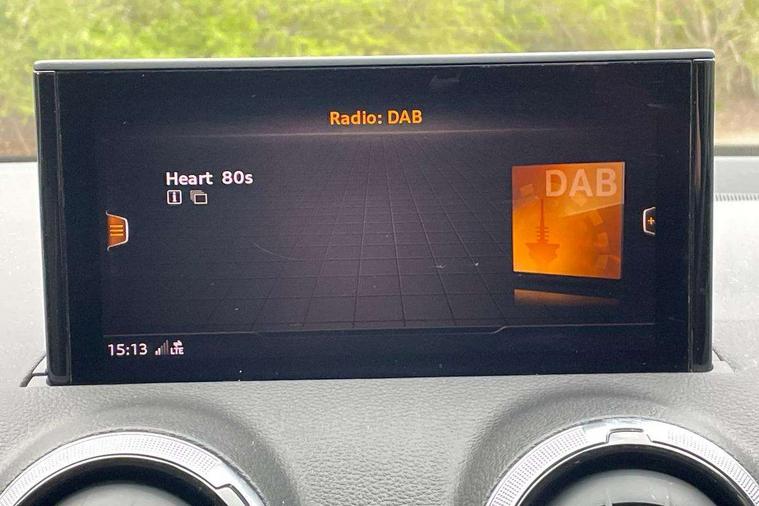 Radio: DAB
Heart 80s
DAB
15:13 LTE